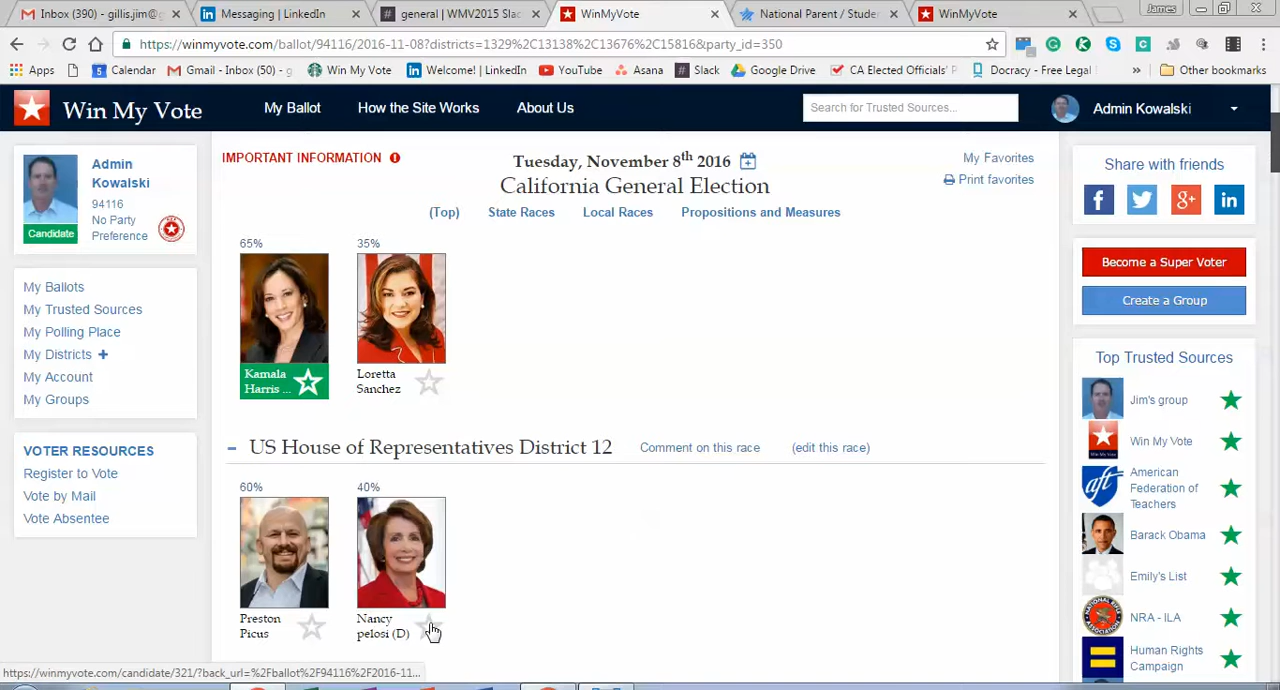 Inbox (390) - gillis.jim@g
Messaging | LinkedIn
general | WMV2015 Slac
WinMyVote
National Parent / Studen
WinMyVote
James
https://winmyvote.com/ballot/94116/2016-11-08?districts=1329%2C13138%2C13676%2C15816&party_id=350
Apps
Calendar
Gmail - Inbox (50) - g
Win My Vote
Welcome! | LinkedIn
YouTube
Asana
Slack
Google Drive
CA Elected Officials' P
Docracy - Free Legal
»
Other bookmarks
Win My Vote
My Ballot
How the Site Works
About Us
Search for Trusted Sources...
Admin Kowalski
Admin
Kowalski
94116
No Party
Preference
Candidate
My Ballots
My Trusted Sources
My Polling Place
My Districts +
My Account
My Groups
VOTER RESOURCES
Register to Vote
Vote by Mail
Vote Absentee
IMPORTANT INFORMATION
Tuesday, November 8th 2016
California General Election
My Favorites
Print favorites
(Top)
State Races
Local Races
Propositions and Measures
65%
35%
Kamala
Harris ...
Loretta
Sanchez
US House of Representatives District 12
Comment on this race
(edit this race)
60%
40%
Preston
Picus
Nancy
pelosi (D)
Share with friends
Become a Super Voter
Create a Group
Top Trusted Sources
Jim's group
Win My Vote
American
Federation of
Teachers
Barack Obama
Emily's List
NRA - ILA
Human Rights
Campaign
https://winmyvote.com/candidate/321/?back_url=%2Fballot%2F94116%2F2016-11...